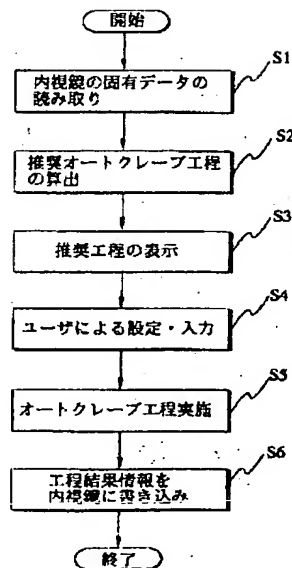 開始
S1
内視鏡の固有データの
読み取り
S2
推奨オートクレーブ工程
の算出
S3
推奨工程の表示
S4
ユーザによる設定・入力
S5
オートクレーブ工程実施
S6
工程結果情報を
内視鏡に書き込み
終了